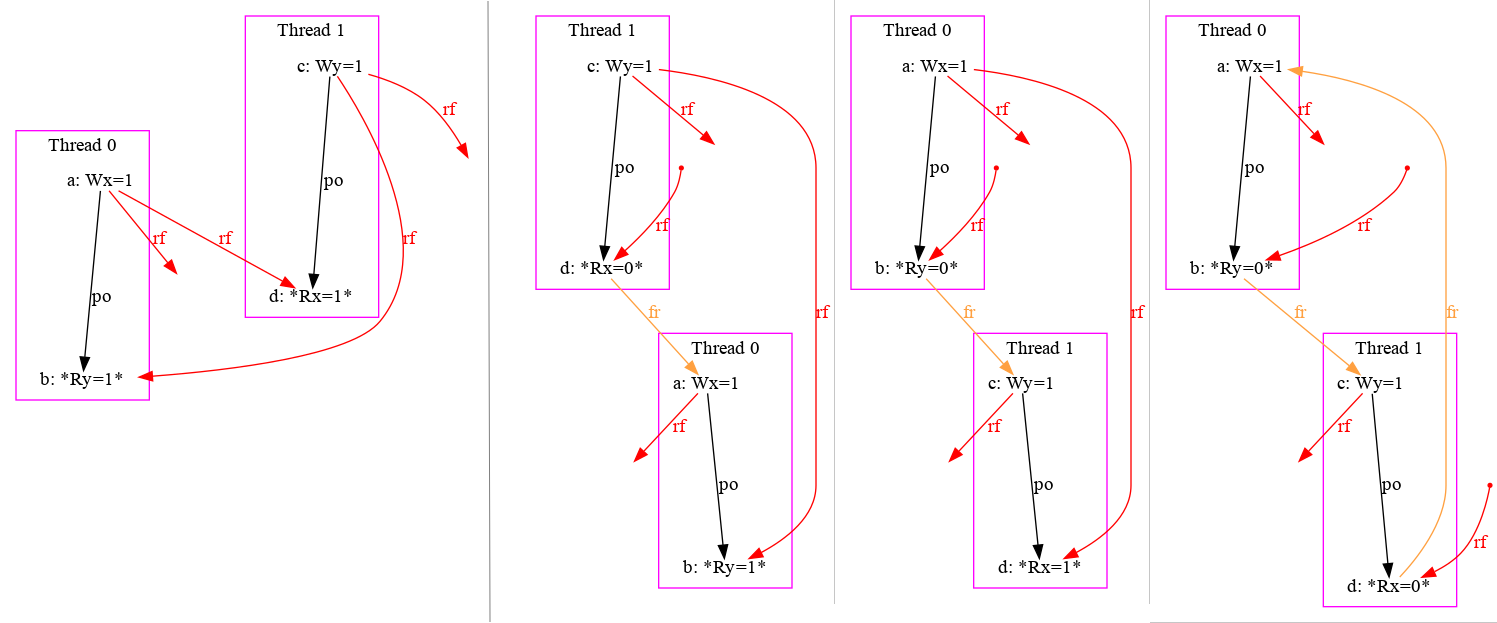 Thread 1
c: Wy=1
rf
Thread 0
a: Wx=1
po
rf
rf
rf
po
d: *Rx=1*
b: *Ry=1*
Thread 1
c: Wy=1
rf
po
rf
d: *Rx=0*
fr
rf
Thread 0
a: Wx=1
rf
po
b: *Ry=1*
Thread 0
a: Wx=1
rf
po
rf
b: *Ry=0*
fr
rf
Thread 1
c: Wy=1
rf
po
d: *Rx=1*
Thread 0
a: Wx=1
rf
po
rf
b: *Ry=0*
fr
fr
Thread 1
c: Wy=1
rf
po
rf
d: *Rx=0*